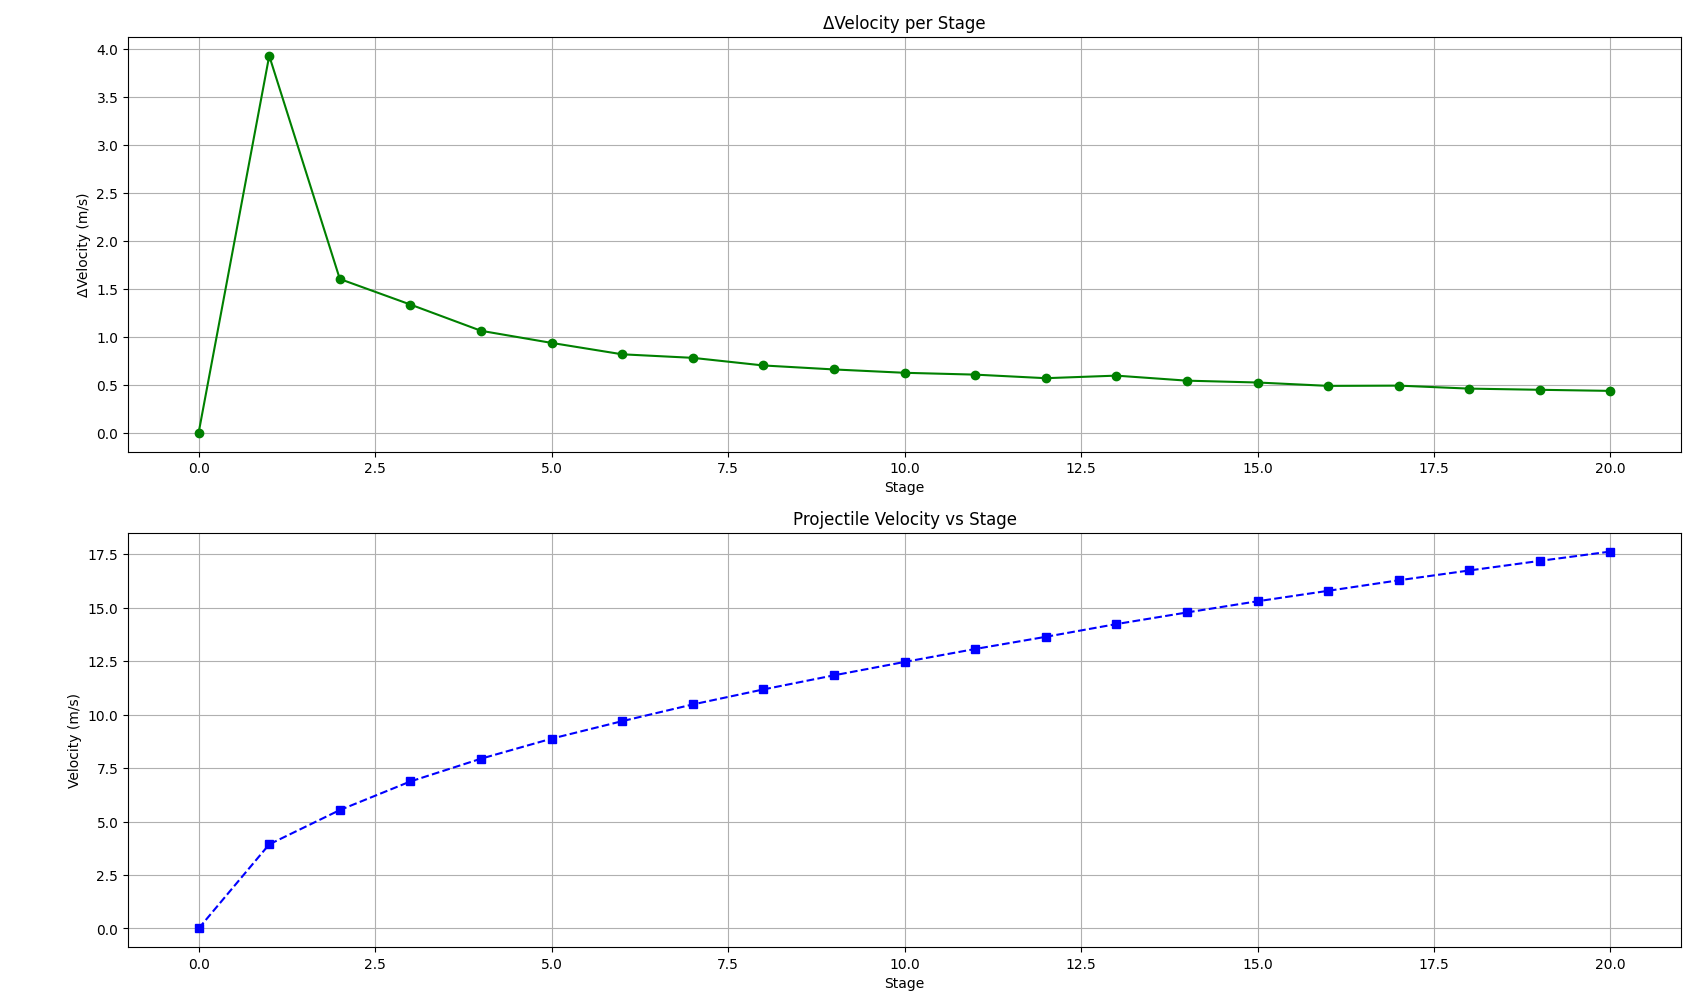 ΔVelocity per Stage
ΔVelocity (m/s)
4.0
3.5
3.0
2.5
2.0
1.5
1.0
0.5
0.0
0.0 2.5 5.0 7.5 10.0 12.5 15.0 17.5 20.0
Stage
Projectile Velocity vs Stage
Velocity (m/s)
17.5
15.0
12.5
10.0
7.5
5.0
2.5
0.0
0.0 2.5 5.0 7.5 10.0 12.5 15.0 17.5 20.0
Stage